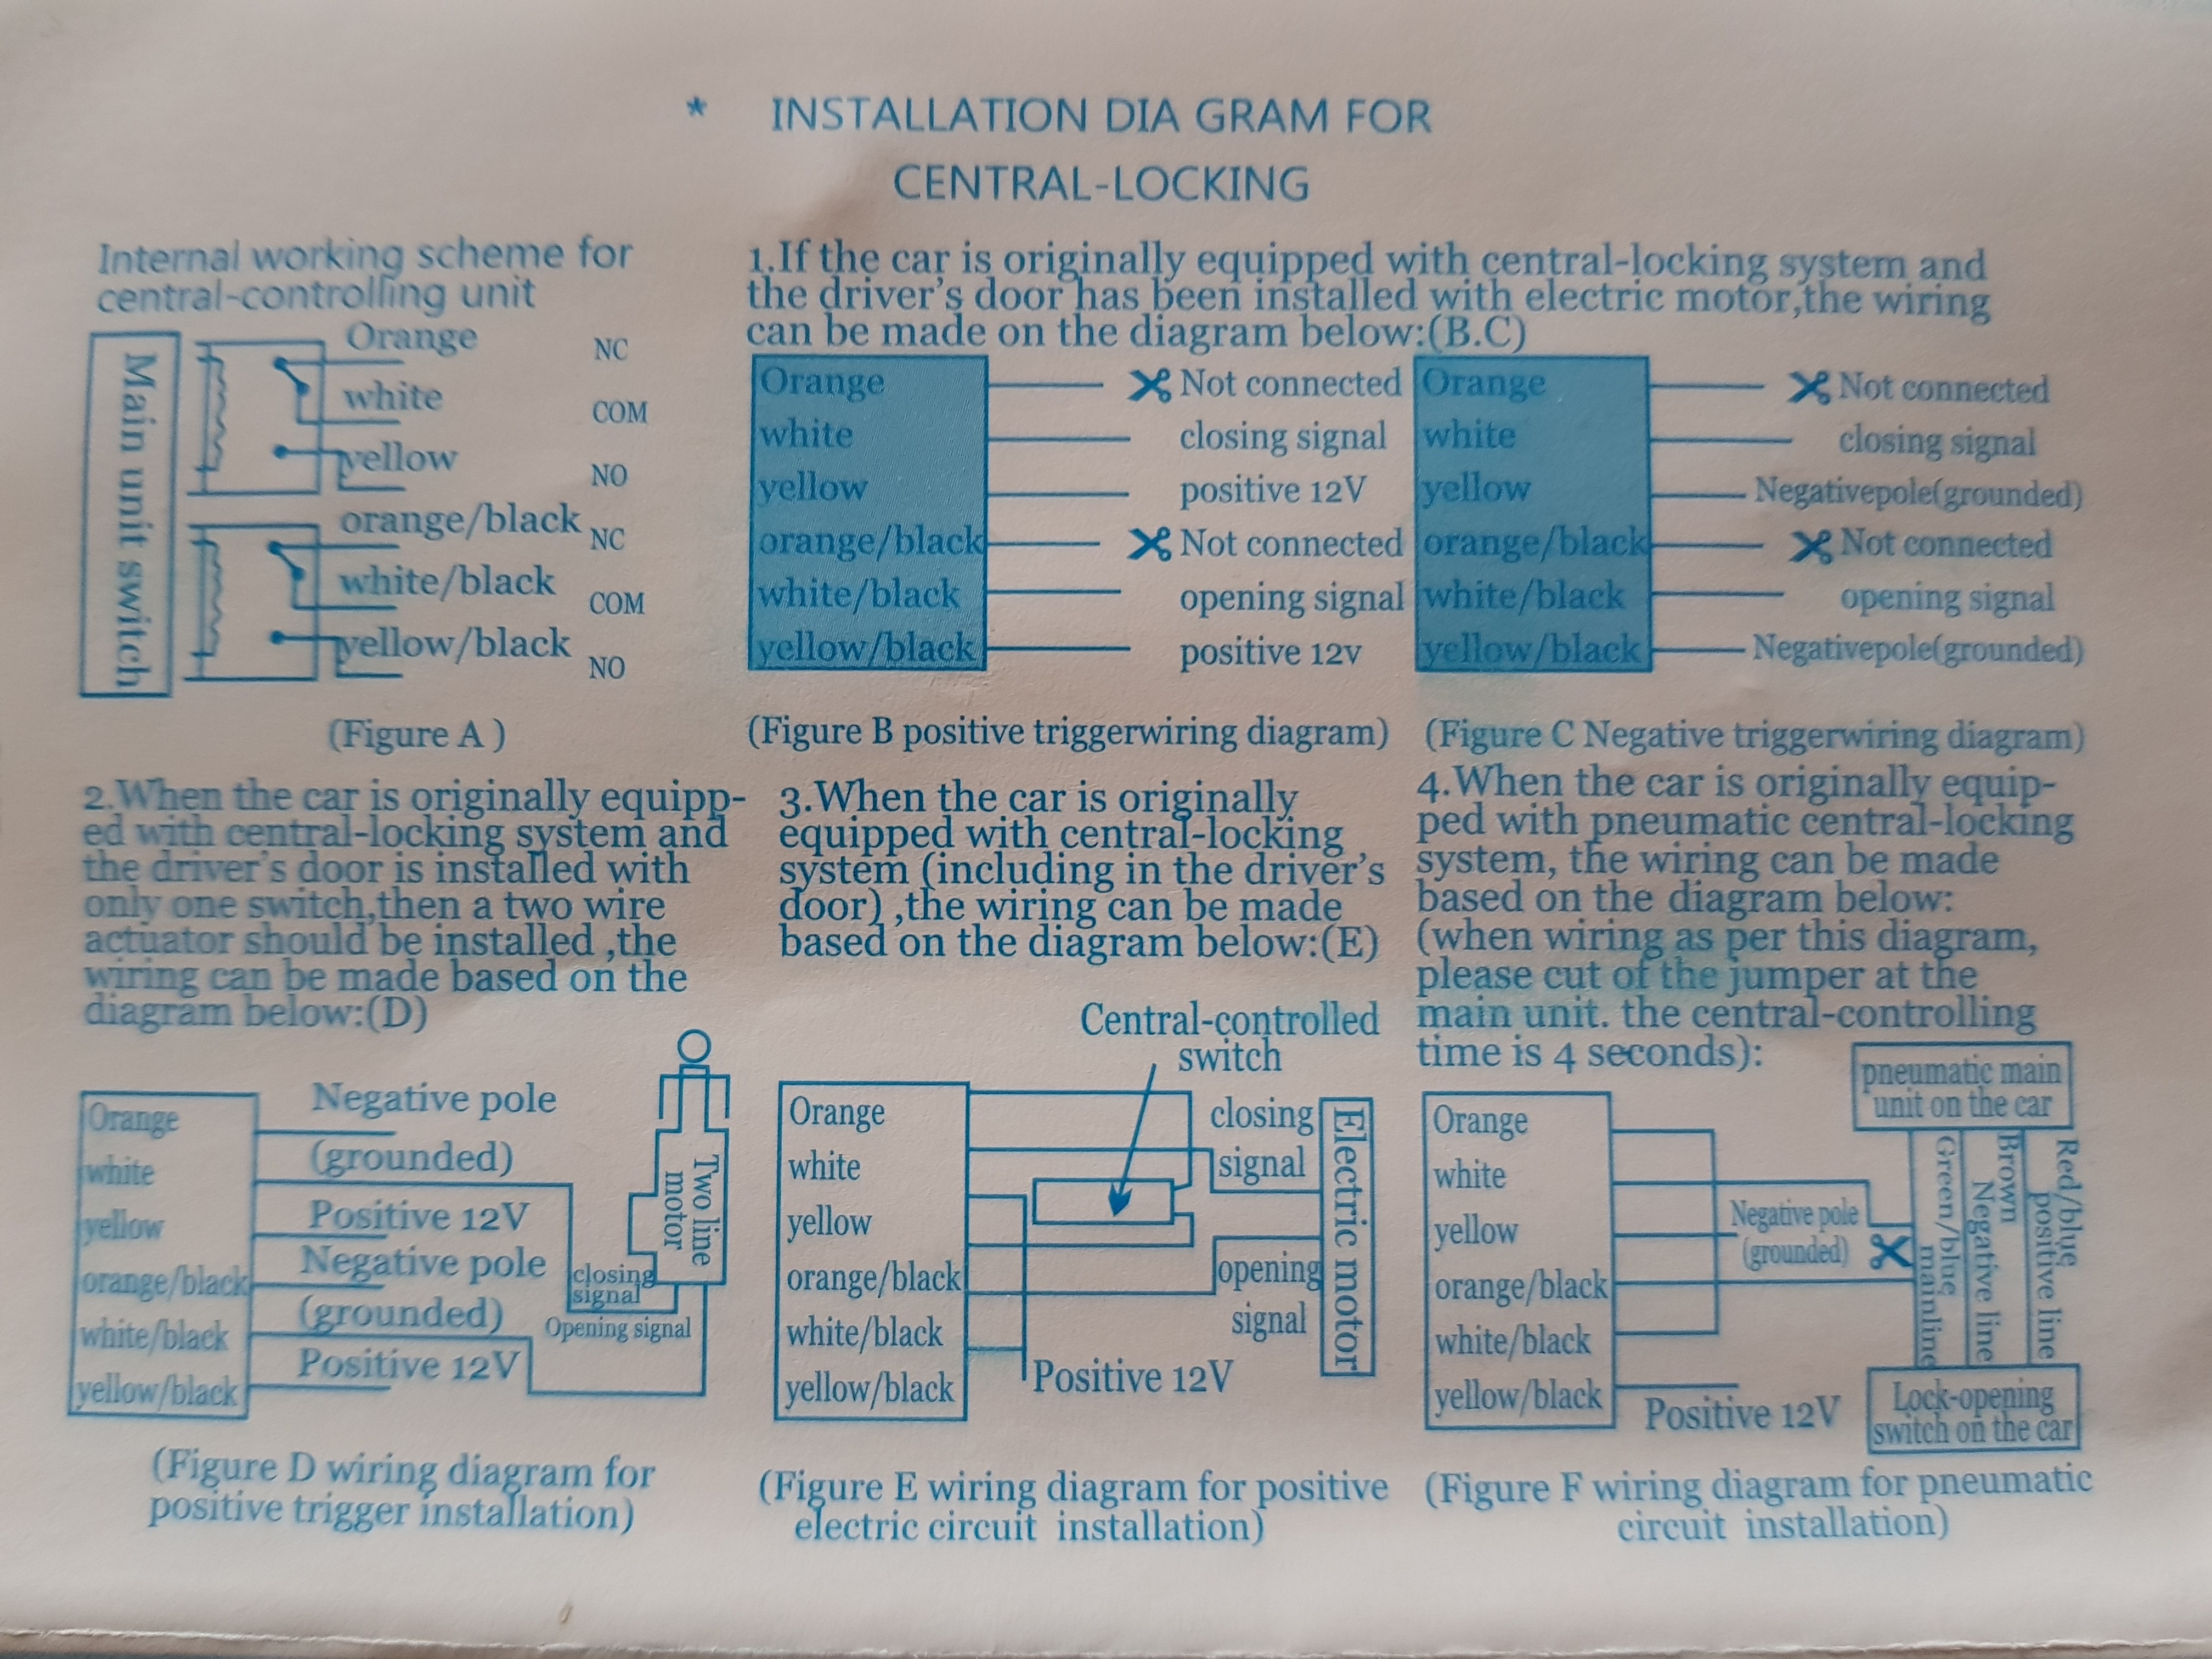 * INSTALLATION DIA GRAM FOR
CENTRAL-LOCKING
Internal working scheme for
central-controlling unit
Main unit switch
Orange NC
white COM
yellow NO
orange/black NC
white/black COM
yellow/black NO
(Figure A )
1.If the car is originally equipped with central-locking system and
the driver's door has been installed with electric motor,the wiring
can be made on the diagram below:(B.C)
Orange Not connected
white closing signal
yellow positive 12V
orange/black Not connected
white/black opening signal
yellow/black positive 12v
(Figure B positive triggerwiring diagram)
Orange Not connected
white closing signal
yellow Negativepole(grounded)
orange/black Not connected
white/black opening signal
yellow/black Negativepole(grounded)
(Figure C Negative triggerwiring diagram)
2.When the car is originally equipp-
ed with central-locking system and
the driver's door is installed with
only one switch,then a two wire
actuator should be installed ,the
wiring can be made based on the
diagram below:(D)
Orange
white
yellow
orange/black
white/black
yellow/black
Negative pole
(grounded)
Positive 12V
Negative pole
(grounded)
Positive 12V
Two line
motor
closing
signal
Opening signal
(Figure D wiring diagram for
positive trigger installation)
3.When the car is originally
equipped with central-locking
system (including in the driver's
door) ,the wiring can be made
based on the diagram below:(E)
Central-controlled
switch
Orange
white
yellow
orange/black
white/black
yellow/black
closing
signal
opening
signal
Electric motor
Positive 12V
(Figure E wiring diagram for positive
electric circuit installation)
4.When the car is originally equip-
ped with pneumatic central-locking
system, the wiring can be made
based on the diagram below:
(when wiring as per this diagram,
please cut of the jumper at the
main unit. the central-controlling
time is 4 seconds):
pneumatic main
unit on the car
Orange
white
yellow
orange/black
white/black
yellow/black
Negative pole
(grounded)
Green/blue
mainline
Brown
Negative line
Red/blue
positive line
Positive 12V
Lock-opening
switch on the car
(Figure F wiring diagram for pneumatic
circuit installation)